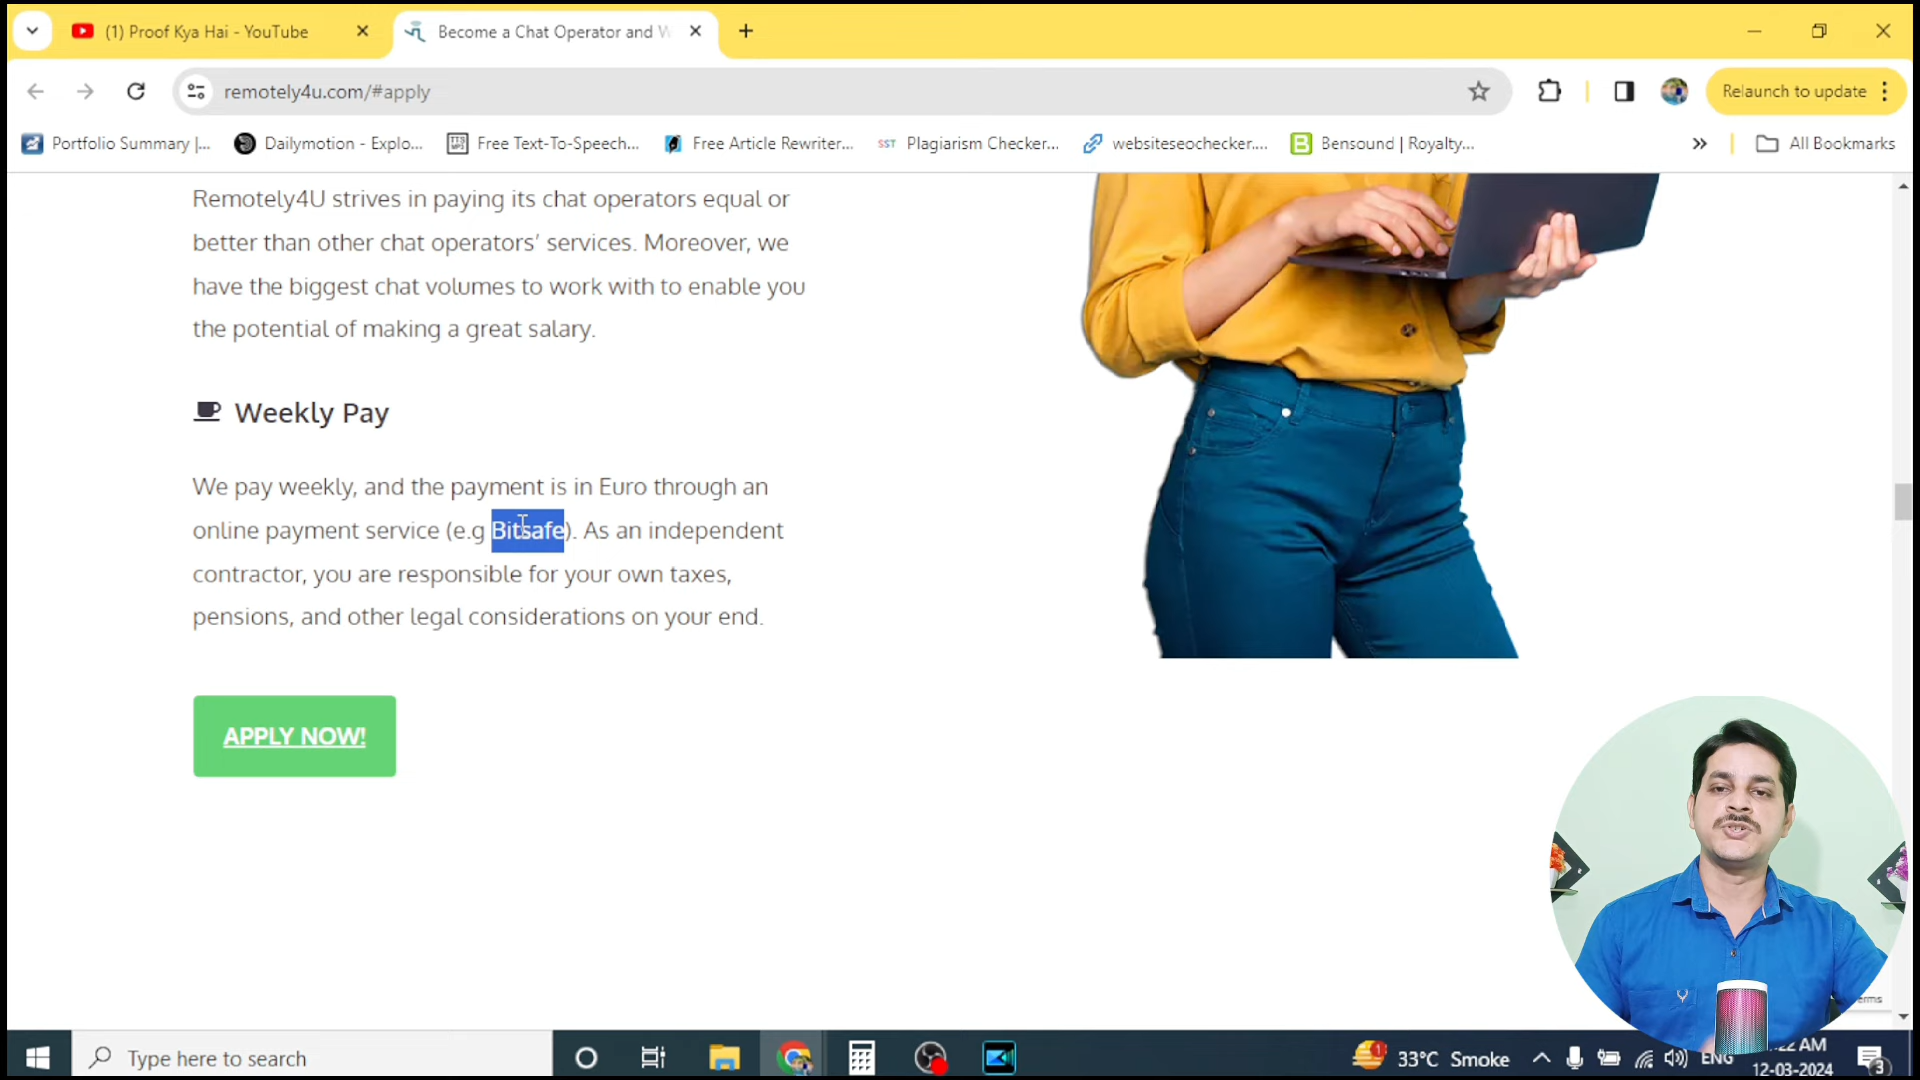 (1) Proof Kya Hai - YouTube
Become a Chat Operator and W
remotely4u.com/#apply
Relaunch to update
Portfolio Summary |...
Dailymotion - Explo...
Free Text-To-Speech...
Free Article Rewriter...
SST Plagiarism Checker...
websiteseochecker....
Bensound | Royalty...
All Bookmarks
Remotely4U strives in paying its chat operators equal or
better than other chat operators’ services. Moreover, we
have the biggest chat volumes to work with to enable you
the potential of making a great salary.
Weekly Pay
We pay weekly, and the payment is in Euro through an
online payment service (e.g Bitsafe). As an independent
contractor, you are responsible for your own taxes,
pensions, and other legal considerations on your end.
APPLY NOW!
Type here to search
33°C Smoke
ENG
:22 AM
12-03-2024
3